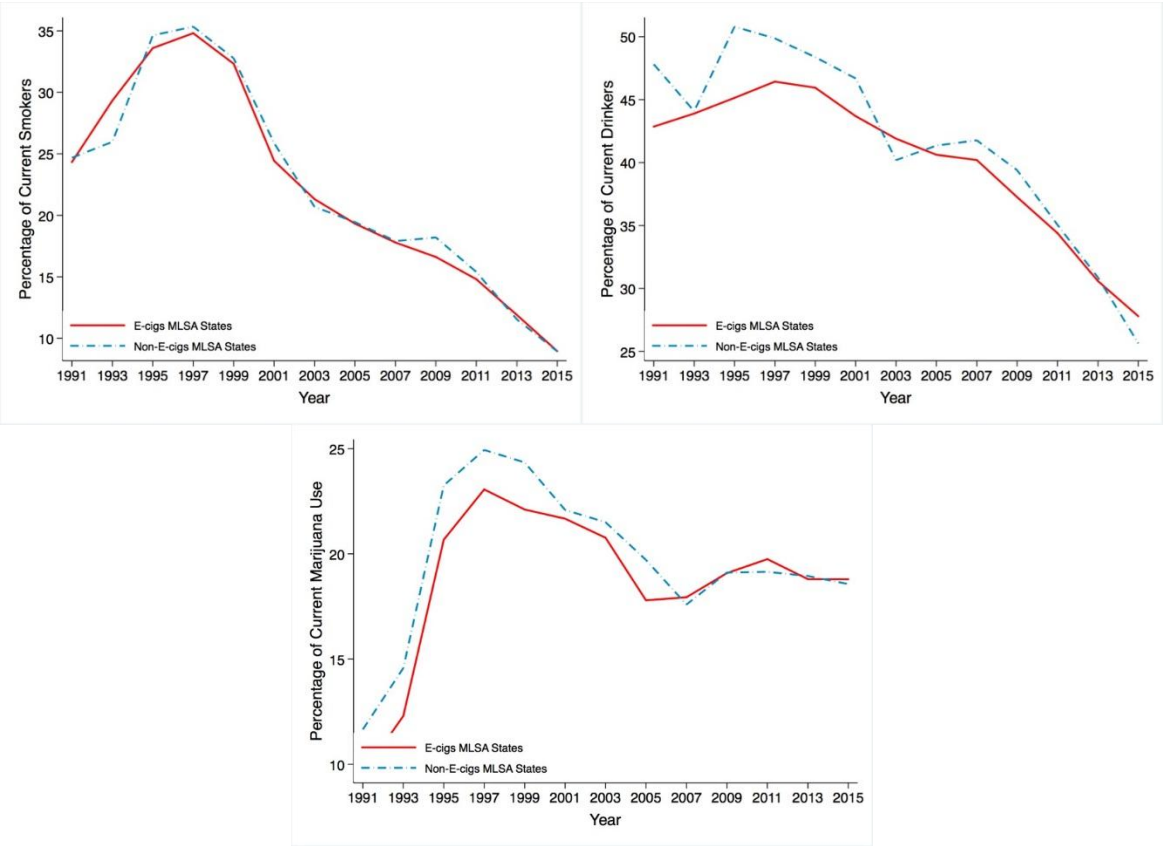 Percentage of Current Smokers
35
30
25
20
15
10
E-cigs MLSA States
Non-E-cigs MLSA States
1991 1993 1995 1997 1999 2001 2003 2005 2007 2009 2011 2013 2015
Year
Percentage of Current Drinkers
50
45
40
35
30
25
E-cigs MLSA States
Non-E-cigs MLSA States
1991 1993 1995 1997 1999 2001 2003 2005 2007 2009 2011 2013 2015
Year
Percentage of Current Marijuana Use
25
20
15
10
E-cigs MLSA States
Non-E-cigs MLSA States
1991 1993 1995 1997 1999 2001 2003 2005 2007 2009 2011 2013 2015
Year